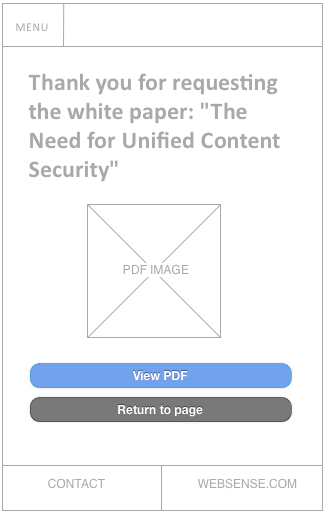 MENU
Thank you for requesting
the white paper: "The
Need for Unified Content
Security"
PDF IMAGE
View PDF
Return to page
CONTACT
WEBSENSE.COM